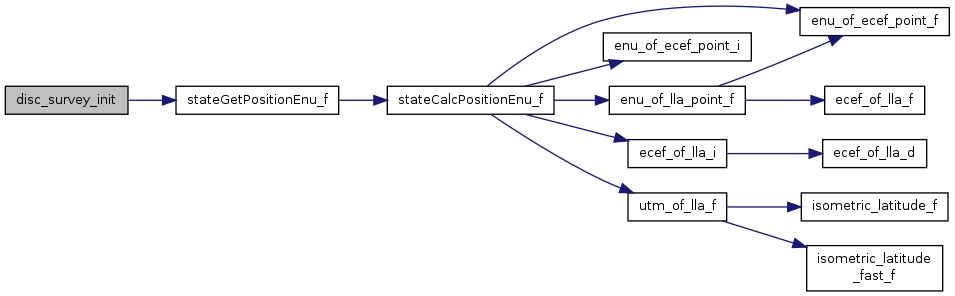 enu_of_ecef_point_f
enu_of_ecef_point_i
disc_survey_init
stateGetPositionEnu_f
stateCalcPositionEnu_f
enu_of_lla_point_f
ecef_of_lla_f
ecef_of_lla_i
ecef_of_lla_d
utm_of_lla_f
isometric_latitude_f
isometric_latitude
_fast_f